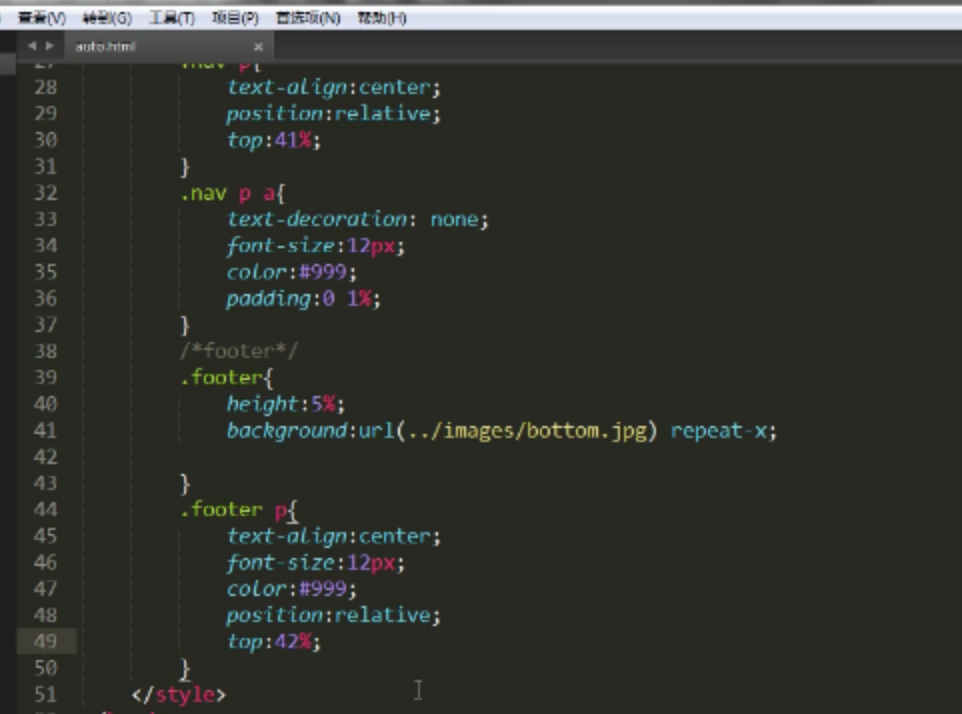 查看(V) 转到(G) 工具(T) 项目(P) 首选项(N) 帮助(H)
auto.html
27 .nav p{
28 text-align:center;
29 position:relative;
30 top:41%;
31 }
32 .nav p a{
33 text-decoration: none;
34 font-size:12px;
35 color:#999;
36 padding:0 1%;
37 }
38 /*footer*/
39 .footer{
40 height:5%;
41 background:url(../images/bottom.jpg) repeat-x;
42
43 }
44 .footer p{
45 text-align:center;
46 font-size:12px;
47 color:#999;
48 position:relative;
49 top:42%;
50 }
51 </style>